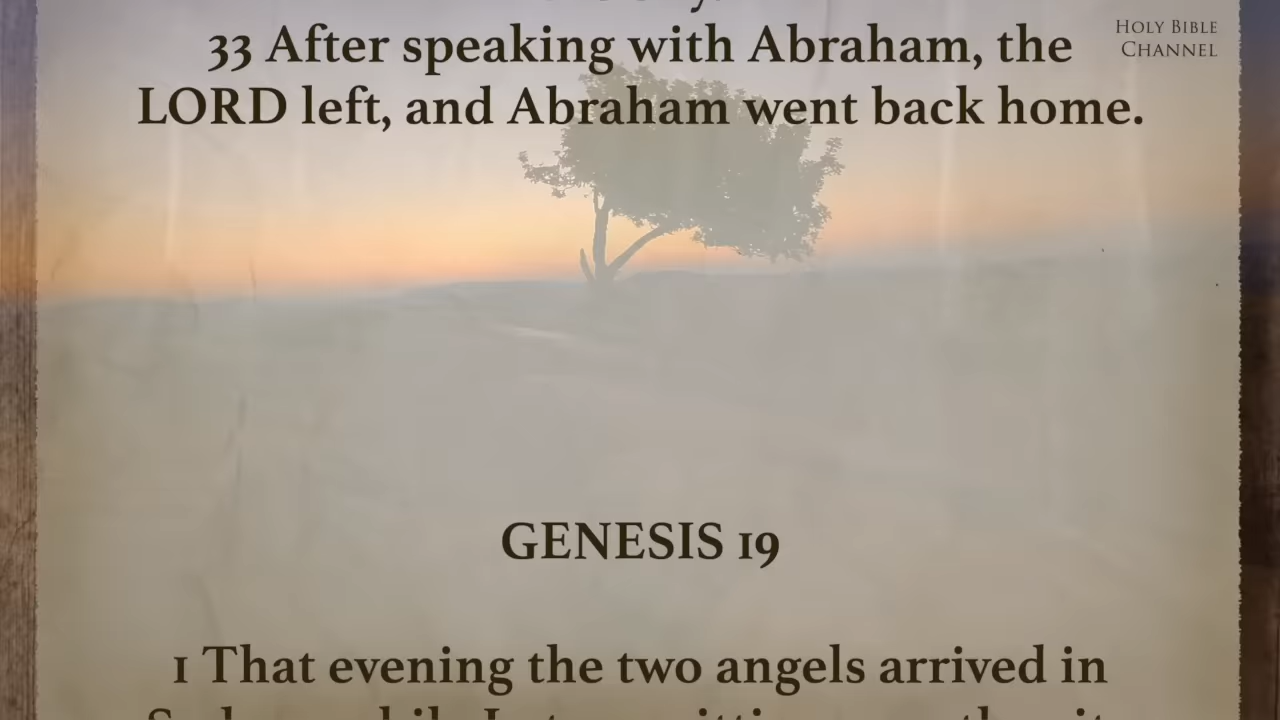 33 After speaking with Abraham, the
LORD left, and Abraham went back home.
HOLY BIBLE
CHANNEL
GENESIS 19
1 That evening the two angels arrived in